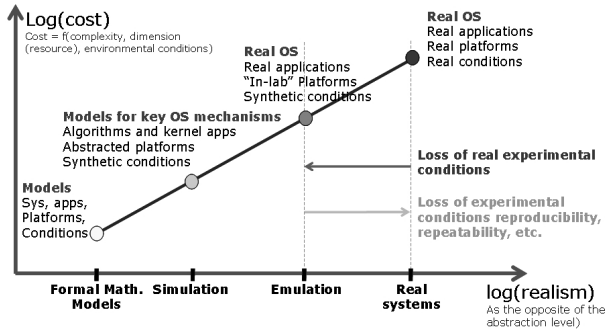 Log(cost)
Cost = f(complexity, dimension
(resource), environmental conditions)
Real OS
Real applications
Real platforms
Real conditions
Real OS
Real applications
“In-lab” Platforms
Synthetic conditions
Models for key OS mechanisms
Algorithms and kernel apps
Abstracted platforms
Synthetic conditions
Models
Sys, apps,
Platforms,
Conditions
Loss of real experimental
conditions
Loss of experimental
conditions reproducibility,
repeatability, etc.
Formal Math.
Models
Simulation
Emulation
Real
systems
log(realism)
As the opposite of the
abstraction level)